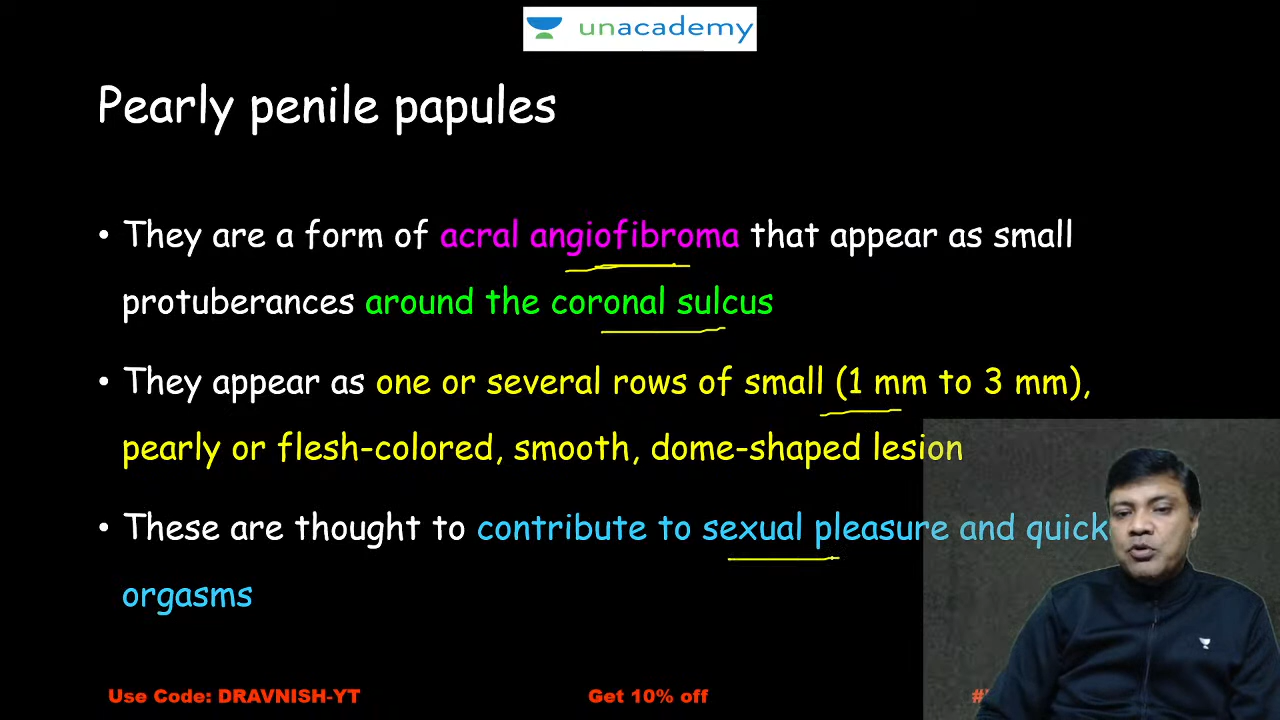 unacademy
Pearly penile papules
• They are a form of acral angiofibroma that appear as small
protuberances around the coronal sulcus
• They appear as one or several rows of small (1 mm to 3 mm),
pearly or flesh-colored, smooth, dome-shaped lesion
• These are thought to contribute to sexual pleasure and quick
orgasms
Use Code: DRAVNISH-YT
Get 10% off